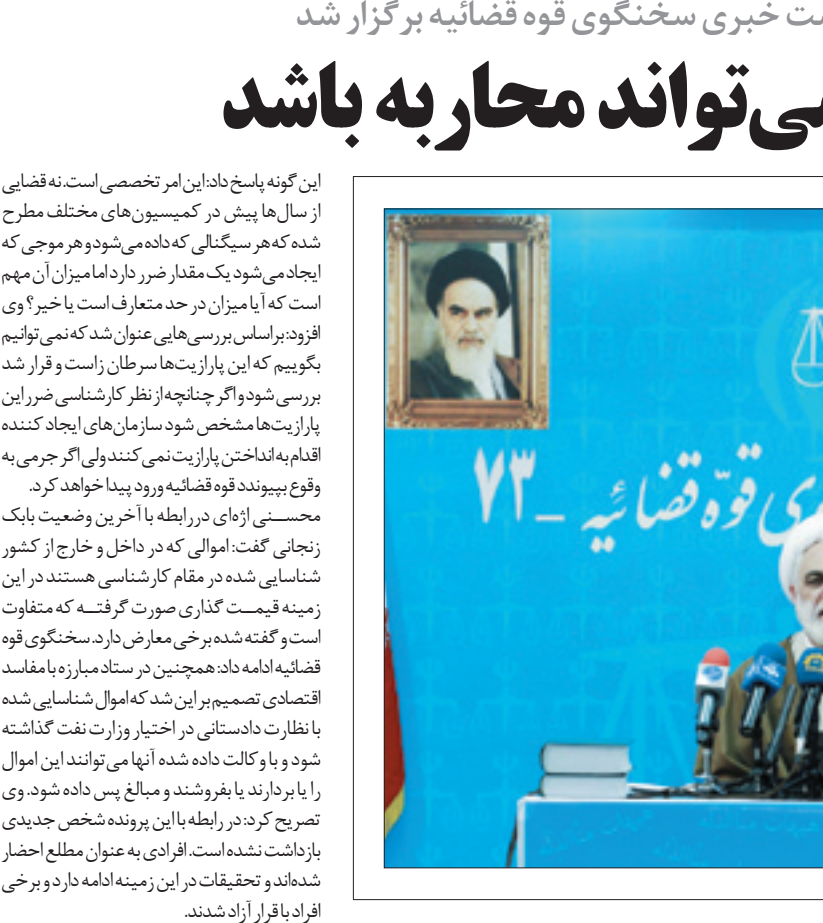 خبری سخنگوی قوه قضائیه برگزار شد
می‌تواند محاربه باشد
این گونه پاسخ داد: این امر تخصصی است. نه قضایی
از سال‌ها پیش در کمیسیون‌های مختلف مطرح
شده که هر سیگنالی که داده می‌شود و هر موجی که
ایجاد می‌شود یک مقدار ضرر دارد اما میزان آن مهم
است که آیا میزان در حد متعارف است یا خیر؟ وی
افزود: براساس بررسی‌هایی عنوان شد که نمی توانیم
بگوییم که این پارازیت‌ها سرطان زاست و قرار شد
بررسی شود و اگر چنانچه از نظر کارشناسی ضرر این
پارازیت‌ها مشخص شود سازمان‌های ایجاد کننده
اقدام به انداختن پارازیت نمی کنند ولی اگر جرمی به
وقوع بپیوندد قوه قضائیه ورود پیدا خواهد کرد.
محسنی اژه‌ای در رابطه با آخرین وضعیت بابک
زنجانی گفت: اموالی که در داخل و خارج از کشور
شناسایی شده در مقام کارشناسی هستند در این
زمینه قیمت گذاری صورت گرفته که متفاوت
است و گفته شده برخی معارض دارد. سخنگوی قوه
قضائیه ادامه داد: همچنین در ستاد مبارزه با مفاسد
اقتصادی تصمیم بر این شد که اموال شناسایی شده
با نظارت دادستانی در اختیار وزارت نفت گذاشته
شود و با وکالت داده شده آنها می توانند این اموال
را یا بردارند یا بفروشند و مبالغ پس داده شود. وی
تصریح کرد: در رابطه با این پرونده شخص جدیدی
بازداشت نشده است. افرادی به عنوان مطلع احضار
شده‌اند و تحقیقات در این زمینه ادامه دارد و برخی
افراد با قرار آزاد شدند.
قوّه قضائیه _ ۷۳